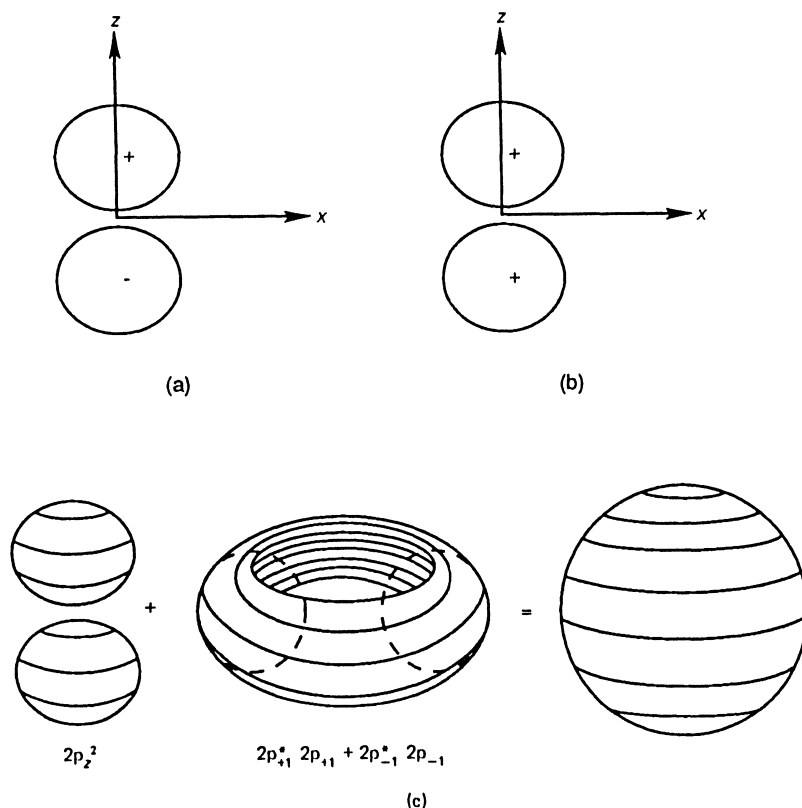 z
z
+
+
x
x
-
+
(a)
(b)
+
=
2p_z^2
2p^*_{+1} 2p_{+1} + 2p^*_{-1} 2p_{-1}
(c)